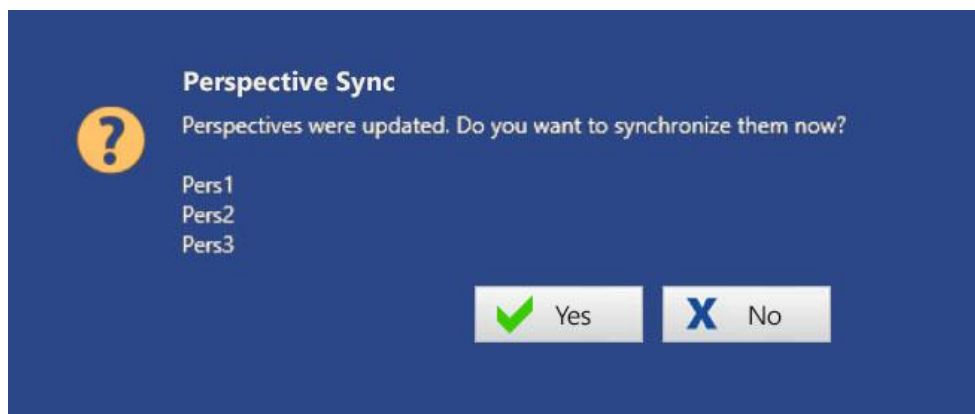 Perspective Sync
Perspectives were updated. Do you want to synchronize them now?
Pers1
Pers2
Pers3
Yes
No